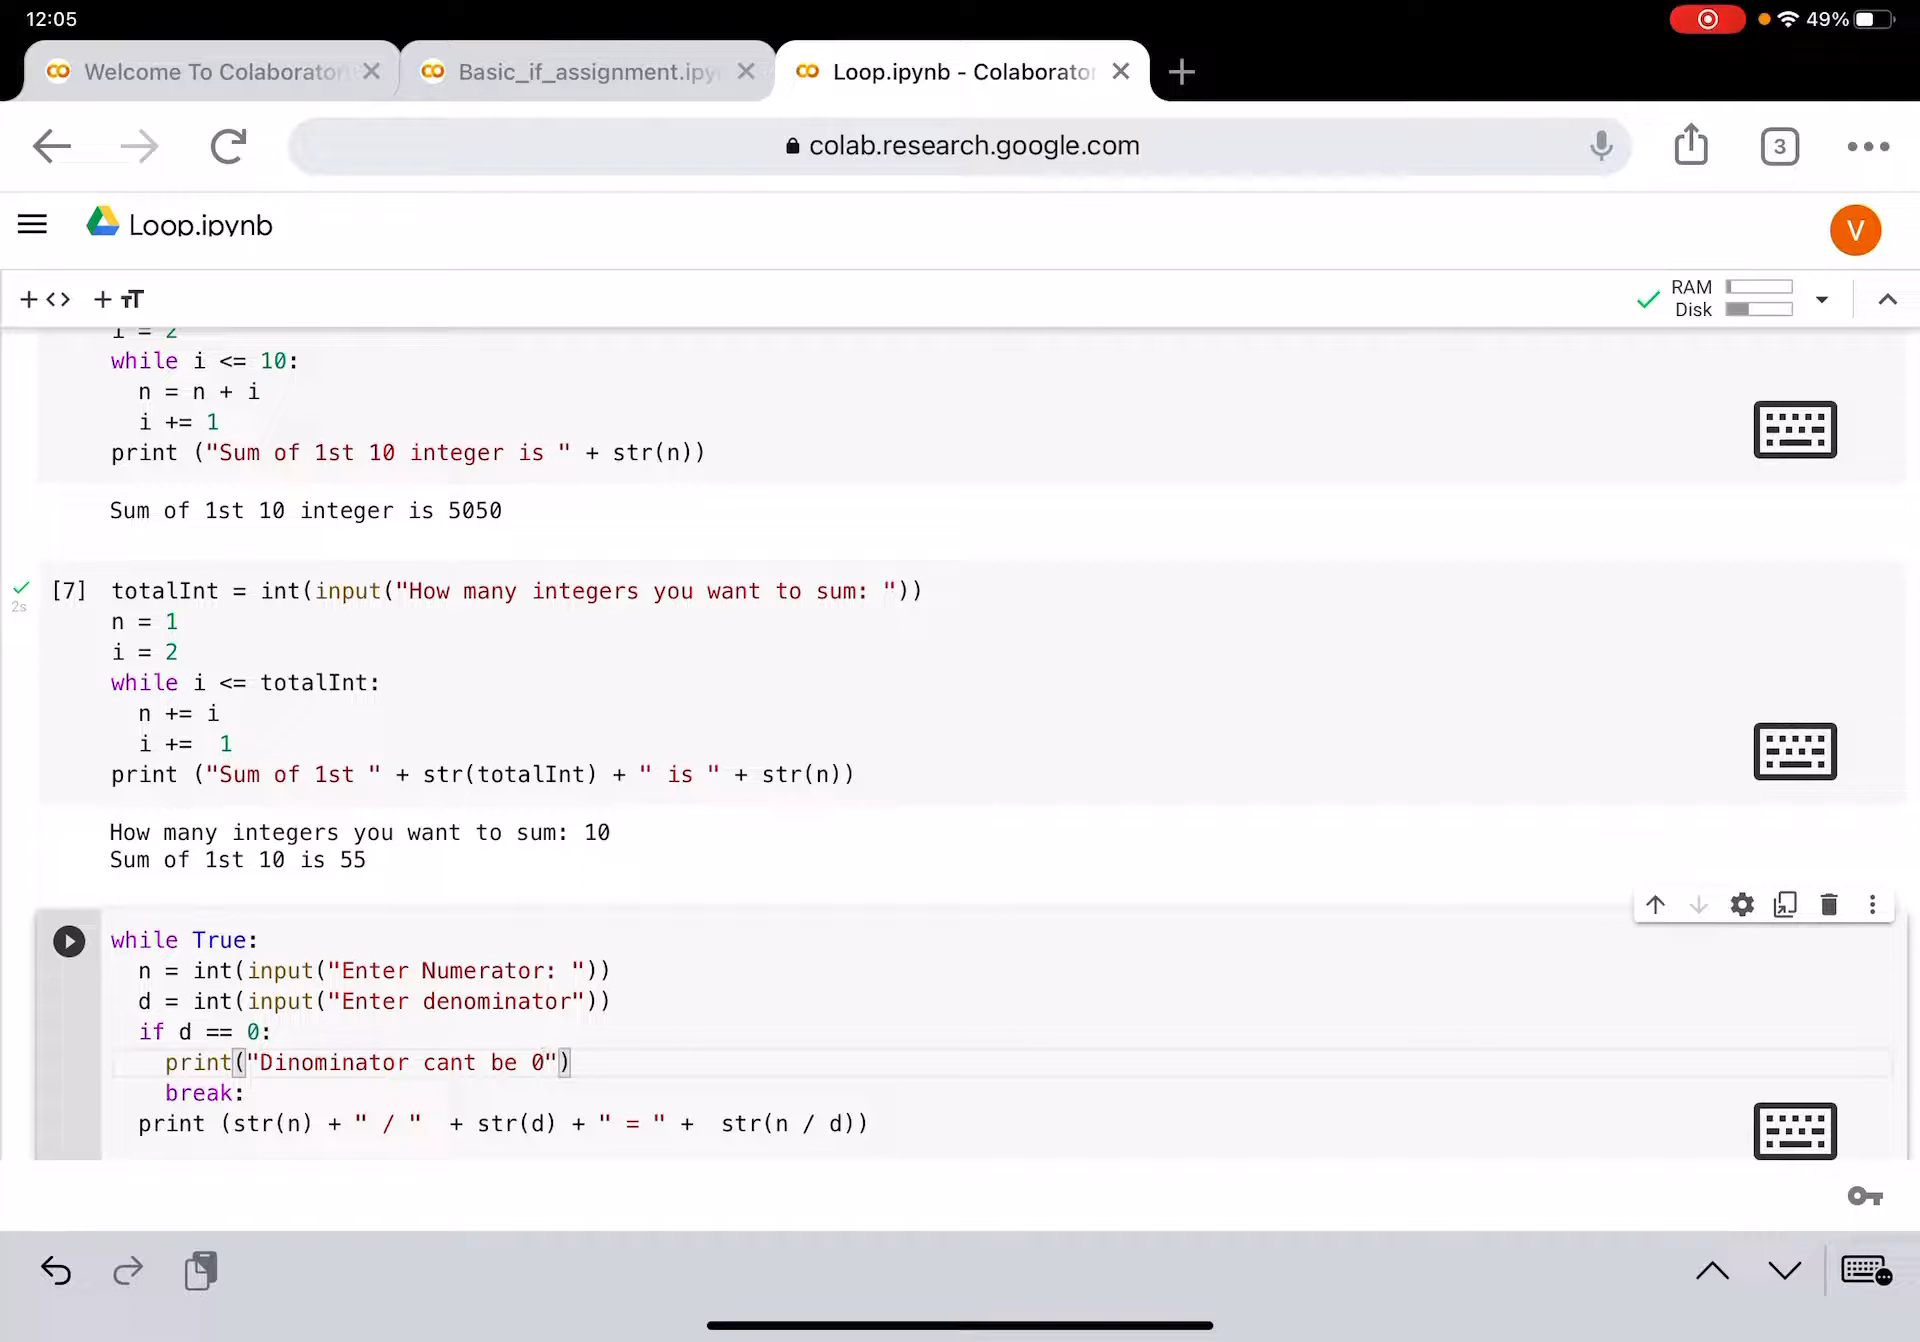 12:05
49%
Welcome To Colaborator
Basic_if_assignment.ipy
Loop.ipynb - Colaborator
colab.research.google.com
3
Loop.ipynb
V
RAM
Disk
i = 2
while i <= 10:
n = n + i
i += 1
print ("Sum of 1st 10 integer is " + str(n))
Sum of 1st 10 integer is 5050
2s
[7] totalInt = int(input("How many integers you want to sum: "))
n = 1
i = 2
while i <= totalInt:
n += i
i +=  1
print ("Sum of 1st " + str(totalInt) + " is " + str(n))
How many integers you want to sum: 10
Sum of 1st 10 is 55
while True:
n = int(input("Enter Numerator: "))
d = int(input("Enter denominator"))
if d == 0:
print("Dinominator cant be 0")
break:
print (str(n) + " / "  + str(d) + " = " +  str(n / d))